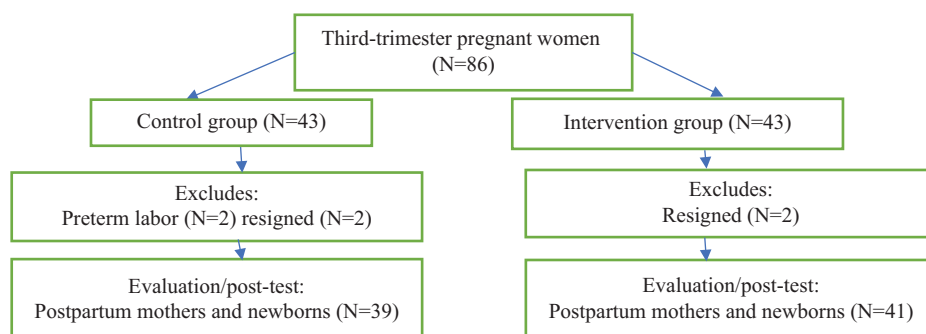 Third-trimester pregnant women
(N=86)
Control group (N=43)
Intervention group (N=43)
Excludes:
Preterm labor (N=2) resigned (N=2)
Excludes:
Resigned (N=2)
Evaluation/post-test:
Postpartum mothers and newborns (N=39)
Evaluation/post-test:
Postpartum mothers and newborns (N=41)